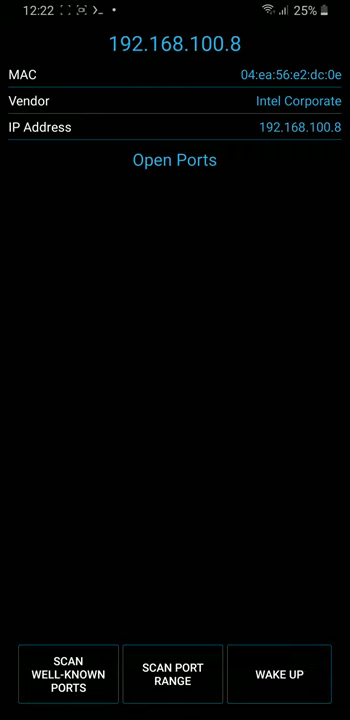 12:22 25%
192.168.100.8
MAC 04:ea:56:e2:dc:0e
Vendor Intel Corporate
IP Address 192.168.100.8
Open Ports
SCAN
WELL-KNOWN
PORTS
SCAN PORT
RANGE
WAKE UP